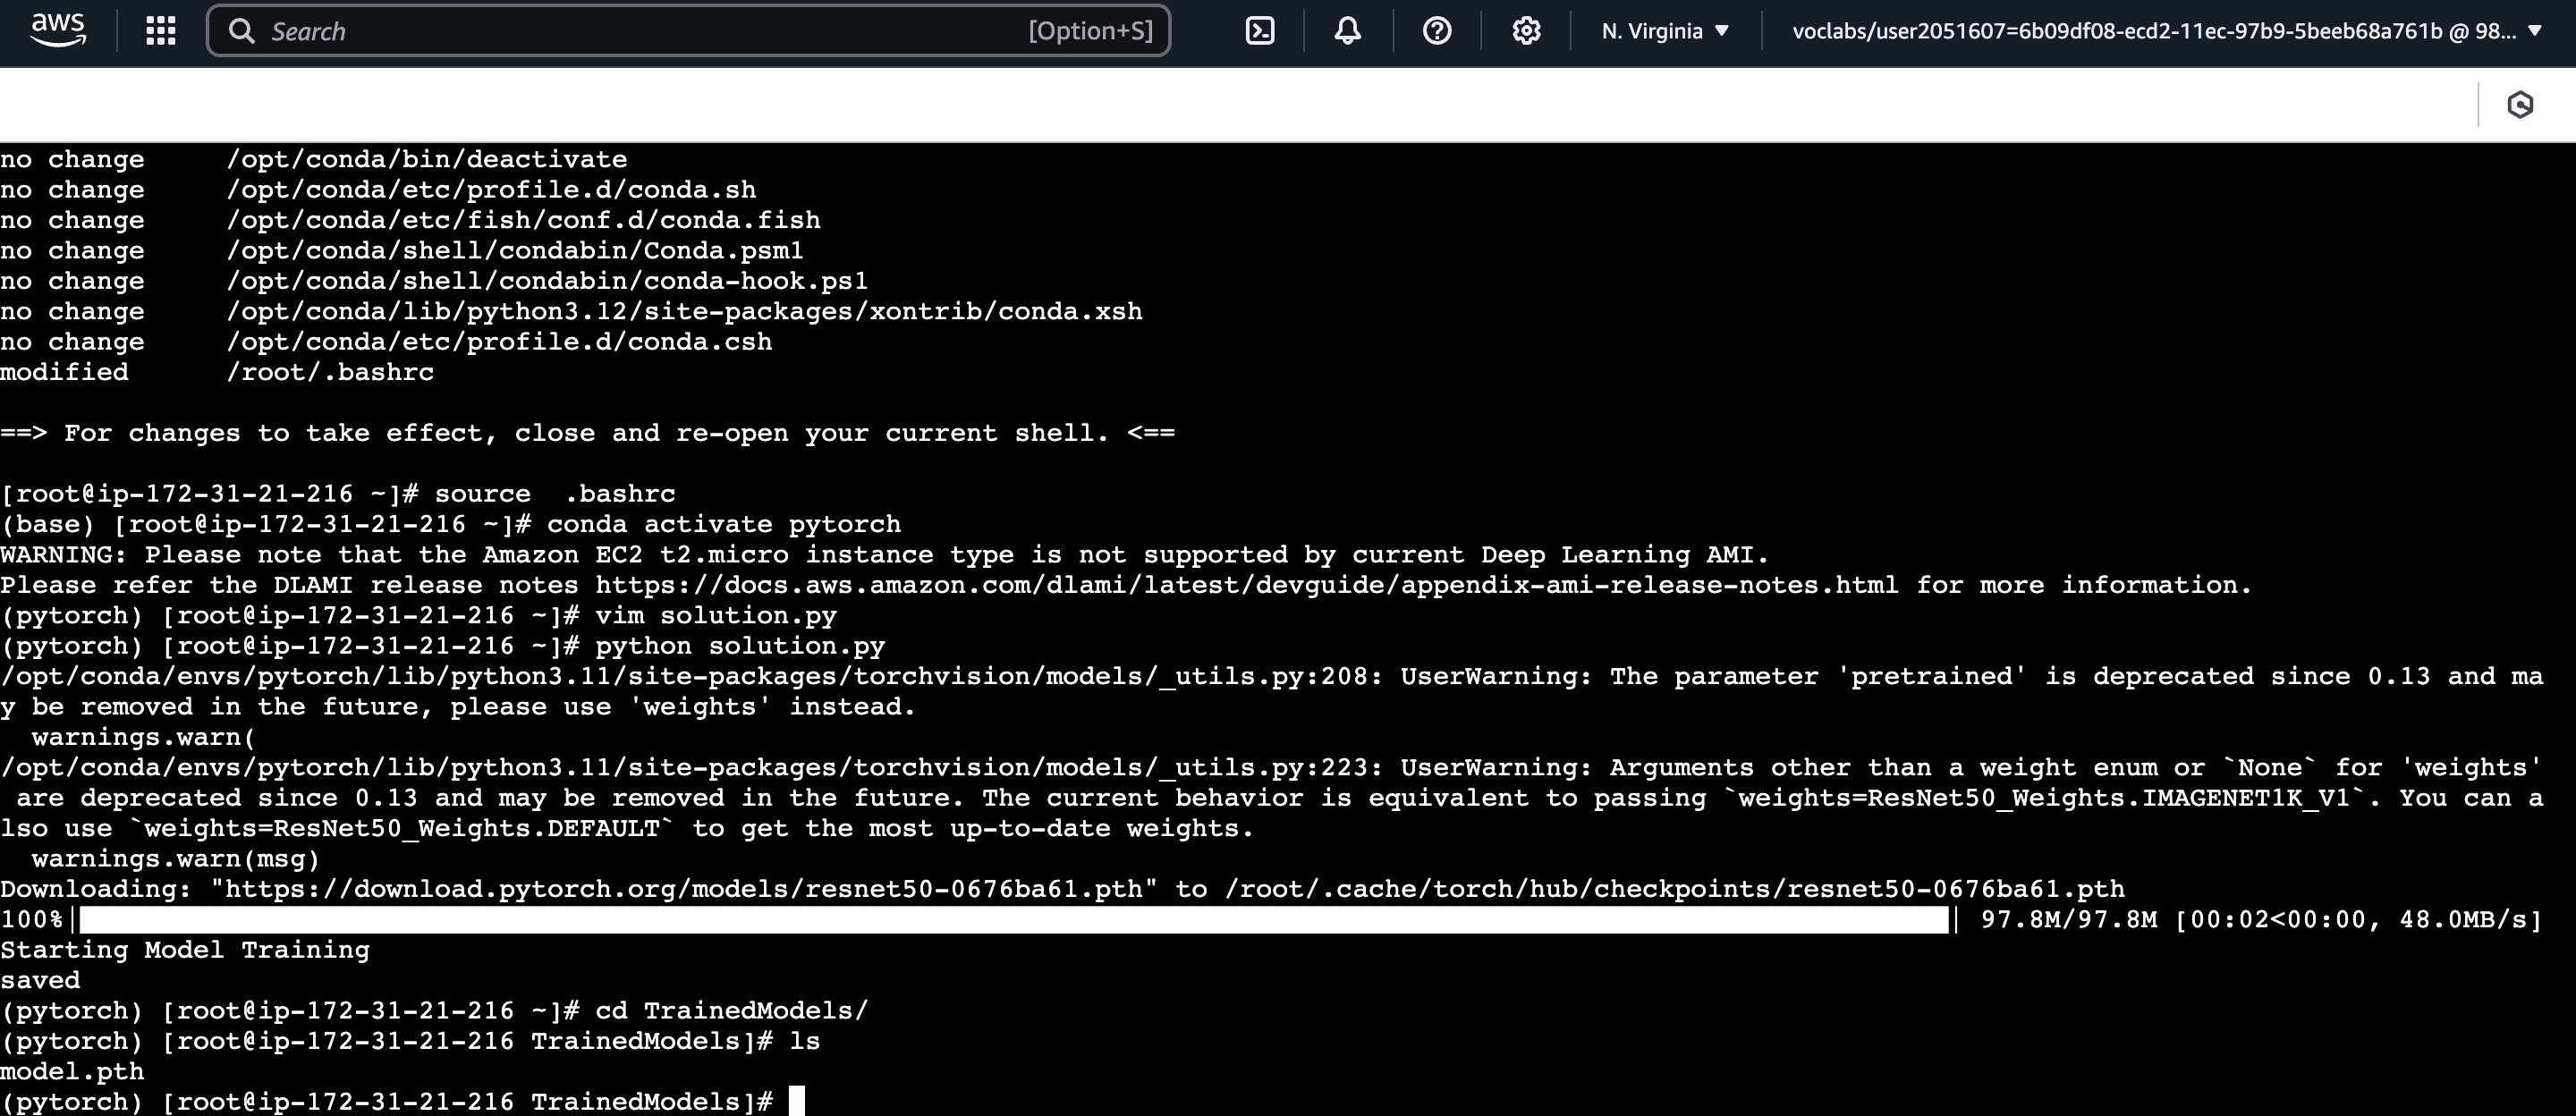 aws
Search [Option+S] N. Virginia voclabs/user2051607=6b09df08-ecd2-11ec-97b9-5beeb68a761b @ 98...
no change     /opt/conda/bin/deactivate
no change     /opt/conda/etc/profile.d/conda.sh
no change     /opt/conda/etc/fish/conf.d/conda.fish
no change     /opt/conda/shell/condabin/Conda.psm1
no change     /opt/conda/shell/condabin/conda-hook.ps1
no change     /opt/conda/lib/python3.12/site-packages/xontrib/conda.xsh
no change     /opt/conda/etc/profile.d/conda.csh
modified      /root/.bashrc
==> For changes to take effect, close and re-open your current shell. <==
[root@ip-172-31-21-216 ~]# source  .bashrc
(base) [root@ip-172-31-21-216 ~]# conda activate pytorch
WARNING: Please note that the Amazon EC2 t2.micro instance type is not supported by current Deep Learning AMI.
Please refer the DLAMI release notes https://docs.aws.amazon.com/dlami/latest/devguide/appendix-ami-release-notes.html for more information.
(pytorch) [root@ip-172-31-21-216 ~]# vim solution.py
(pytorch) [root@ip-172-31-21-216 ~]# python solution.py
/opt/conda/envs/pytorch/lib/python3.11/site-packages/torchvision/models/_utils.py:208: UserWarning: The parameter 'pretrained' is deprecated since 0.13 and ma
y be removed in the future, please use 'weights' instead.
  warnings.warn(
/opt/conda/envs/pytorch/lib/python3.11/site-packages/torchvision/models/_utils.py:223: UserWarning: Arguments other than a weight enum or `None` for 'weights'
 are deprecated since 0.13 and may be removed in the future. The current behavior is equivalent to passing `weights=ResNet50_Weights.IMAGENET1K_V1`. You can a
lso use `weights=ResNet50_Weights.DEFAULT` to get the most up-to-date weights.
  warnings.warn(msg)
Downloading: "https://download.pytorch.org/models/resnet50-0676ba61.pth" to /root/.cache/torch/hub/checkpoints/resnet50-0676ba61.pth
100%| | 97.8M/97.8M [00:02<00:00, 48.0MB/s]
Starting Model Training
saved
(pytorch) [root@ip-172-31-21-216 ~]# cd TrainedModels/
(pytorch) [root@ip-172-31-21-216 TrainedModels]# ls
model.pth
(pytorch) [root@ip-172-31-21-216 TrainedModels]#